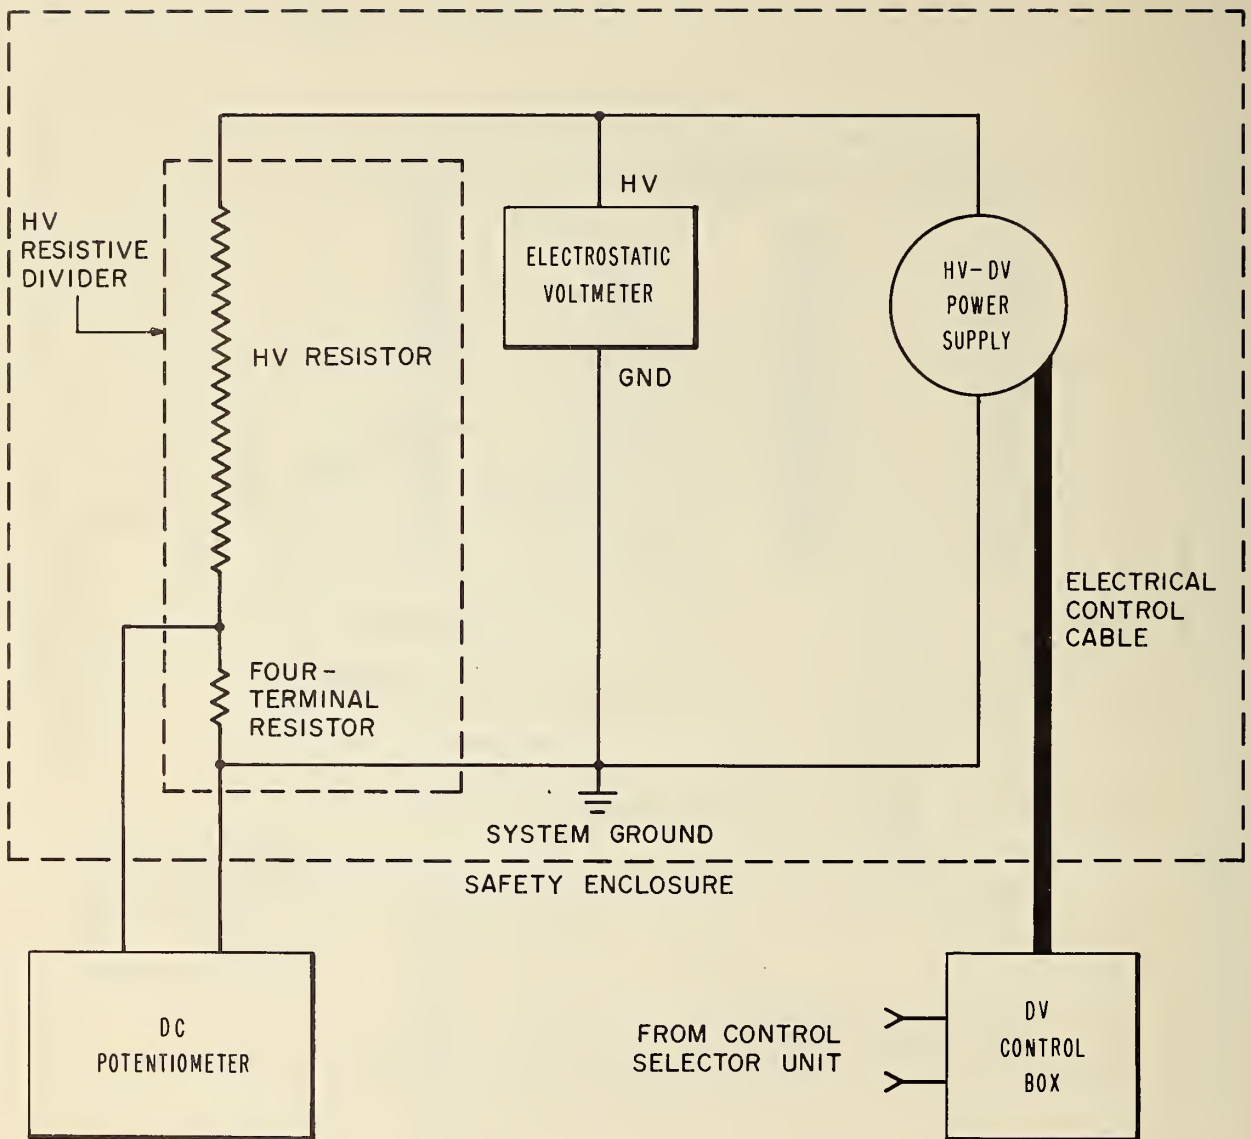 HV
RESISTIVE
DIVIDER
HV RESISTOR
FOUR-
TERMINAL
RESISTOR
HV
ELECTROSTATIC
VOLTMETER
GND
HV-DV
POWER
SUPPLY
ELECTRICAL
CONTROL
CABLE
SYSTEM GROUND
SAFETY ENCLOSURE
DC
POTENTIOMETER
FROM CONTROL
SELECTOR UNIT
DV
CONTROL
BOX